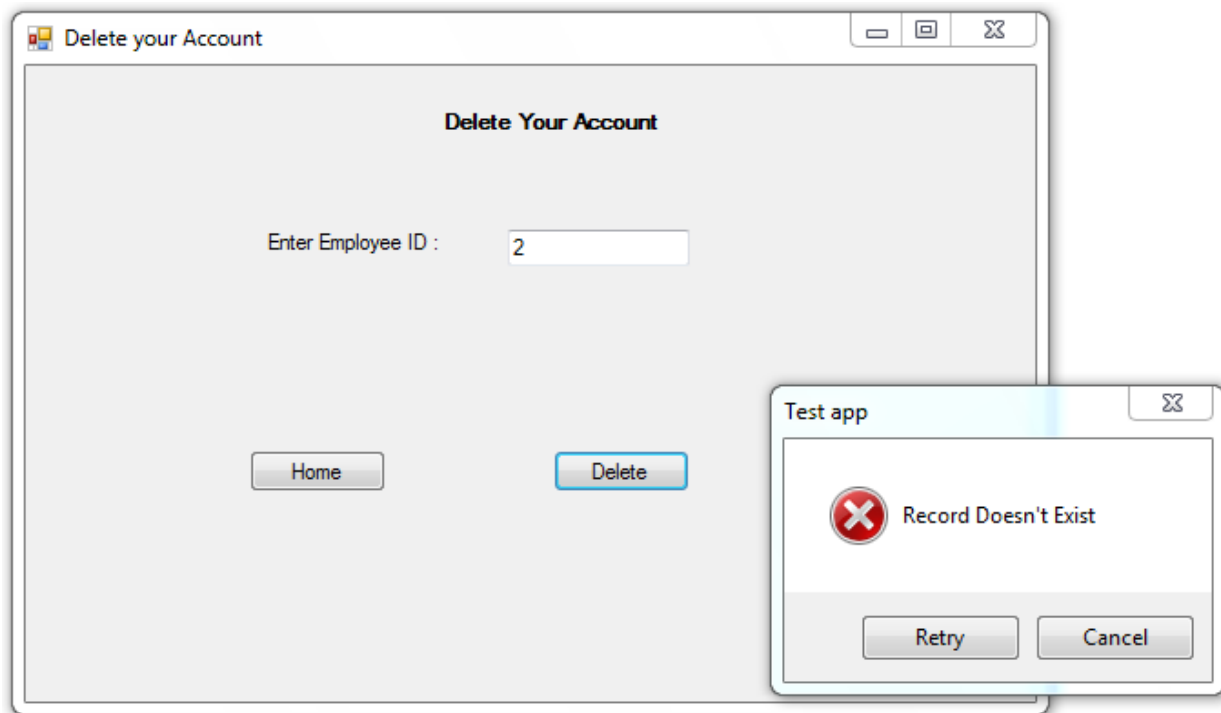 Delete your Account
Delete Your Account
Enter Employee ID :
2
Home
Delete
Test app
Record Doesn't Exist
Retry
Cancel